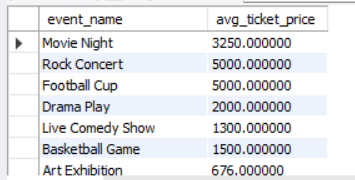 event_name avg_ticket_price
Movie Night 3250.000000
Rock Concert 5000.000000
Football Cup 5000.000000
Drama Play 2000.000000
Live Comedy Show 1300.000000
Basketball Game 1500.000000
Art Exhibition 676.000000